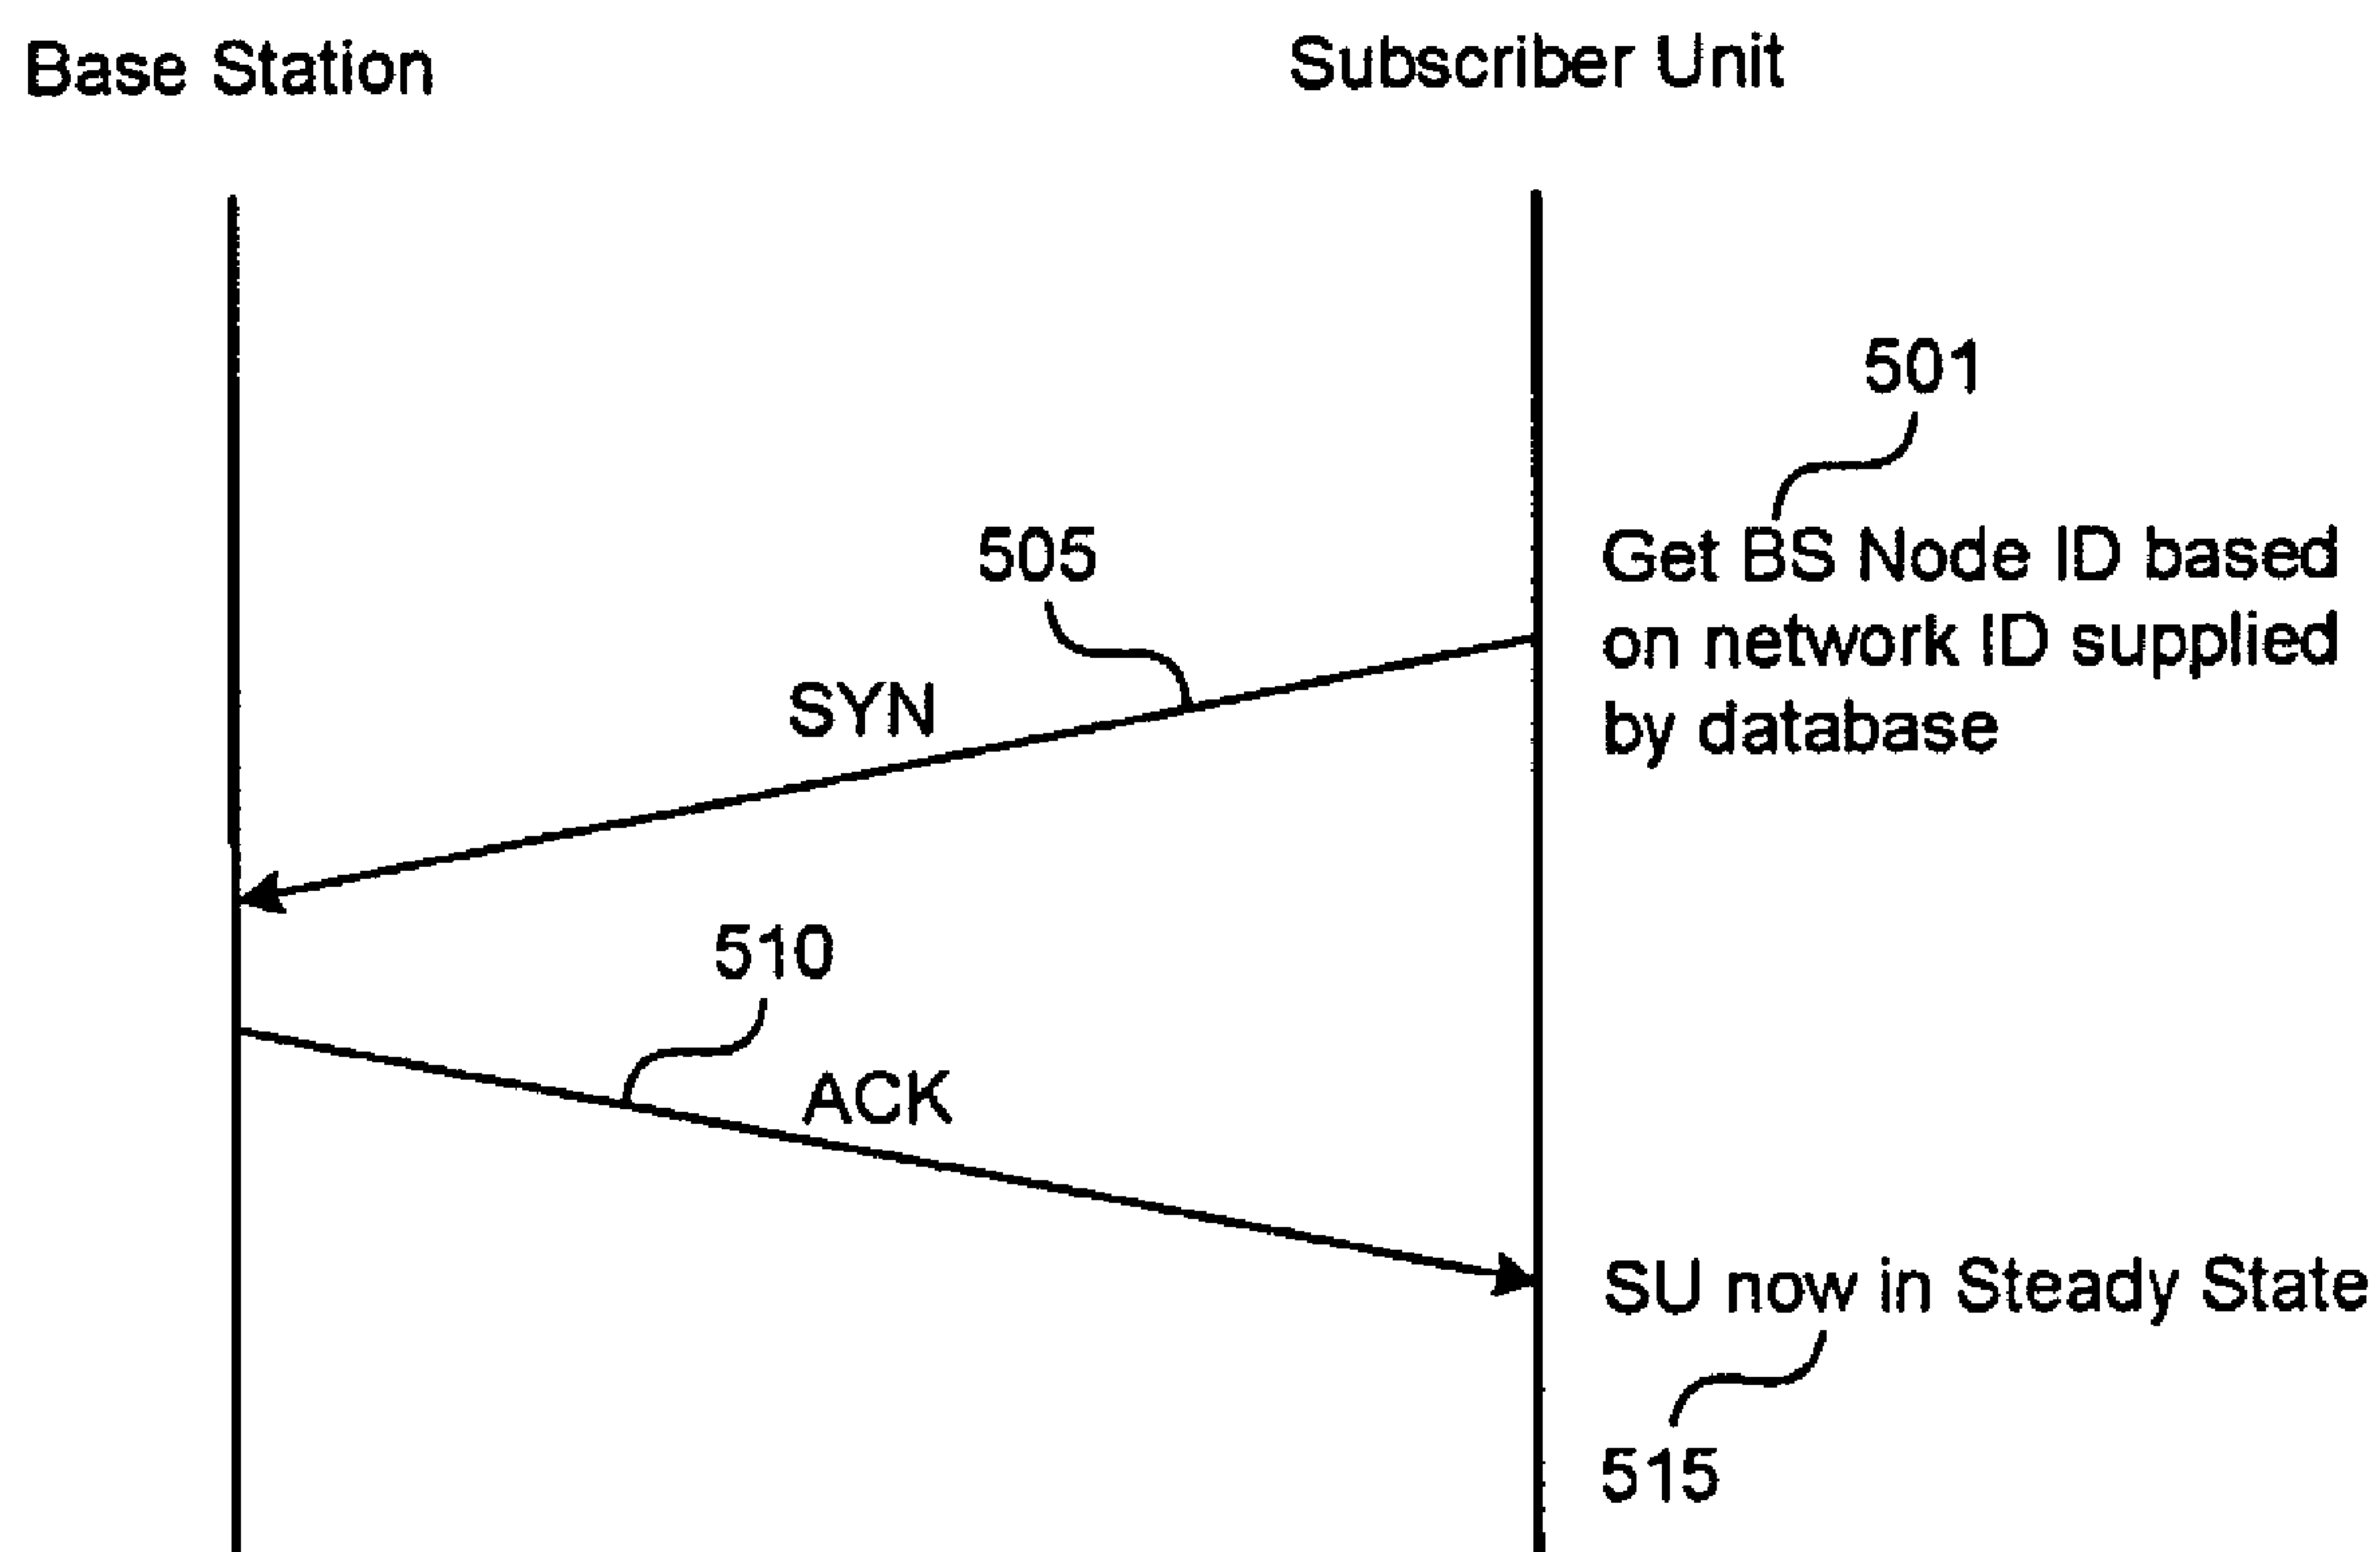 Base Station
Subscriber Unit
501
505
Get BS Node ID based
on network ID supplied
by database
SYN
510
ACK
SU now in Steady State
515